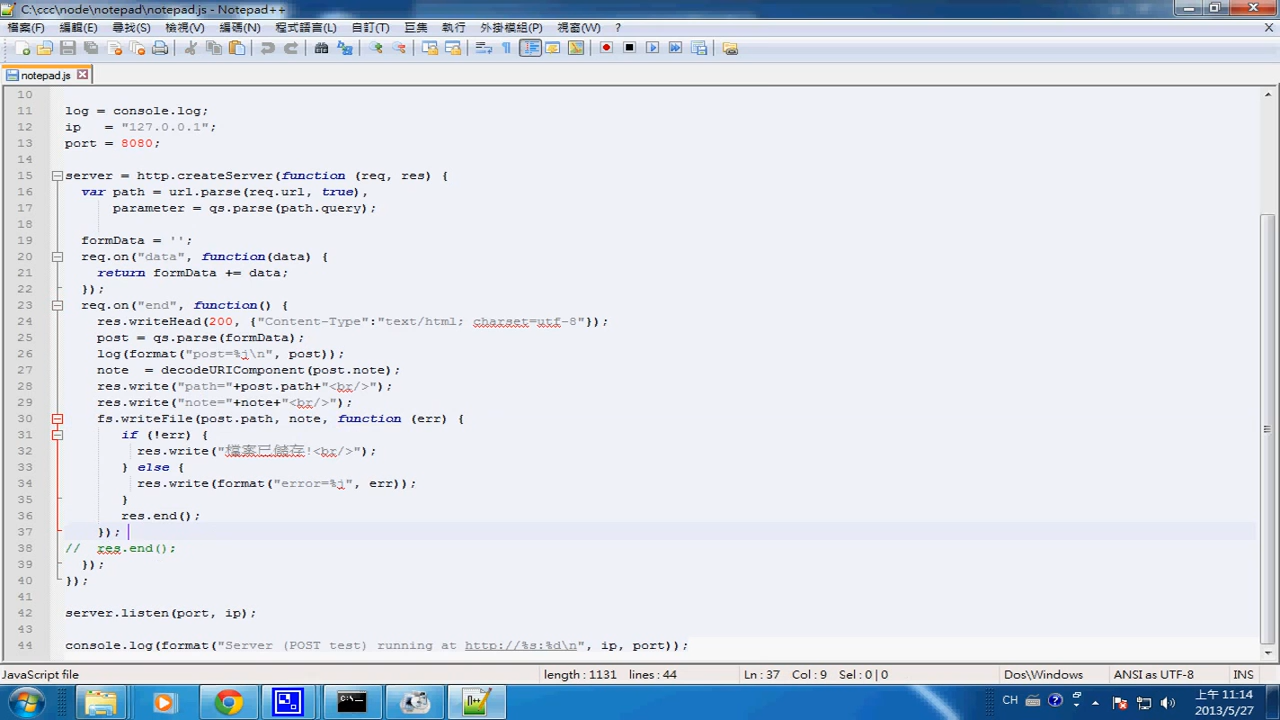 C:\ccc\node\notepad\notepad.js - Notepad++
檔案(F) 編輯(E) 尋找(S) 檢視(V) 編碼(N) 程式語言(L) 自訂(T) 巨集 執行 外掛模組(P) 視窗(W) ?
notepad.js
10
11 log = console.log;
12 ip   = "127.0.0.1";
13 port = 8080;
14
15 server = http.createServer(function (req, res) {
16   var path = url.parse(req.url, true),
17       parameter = qs.parse(path.query);
18
19   formData = '';
20   req.on("data", function(data) {
21     return formData += data;
22   });
23   req.on("end", function() {
24     res.writeHead(200, {"Content-Type":"text/html; charset=utf-8"});
25     post = qs.parse(formData);
26     log(format("post=%j\n", post));
27     note  = decodeURIComponent(post.note);
28     res.write("path="+post.path+"<br/>");
29     res.write("note="+note+"<br/>");
30     fs.writeFile(post.path, note, function (err) {
31        if (!err) {
32          res.write("檔案已儲存!<br/>");
33        } else {
34          res.write(format("error=%j", err));
35        }
36        res.end();
37     });
38 //  res.end();
39   });
40 });
41
42 server.listen(port, ip);
43
44 console.log(format("Server (POST test) running at http://%s:%d\n", ip, port));
JavaScript file length : 1131 lines : 44 Ln : 37 Col : 9 Sel : 0 | 0 Dos\Windows ANSI as UTF-8 INS
CH 上午 11:14
2013/5/27